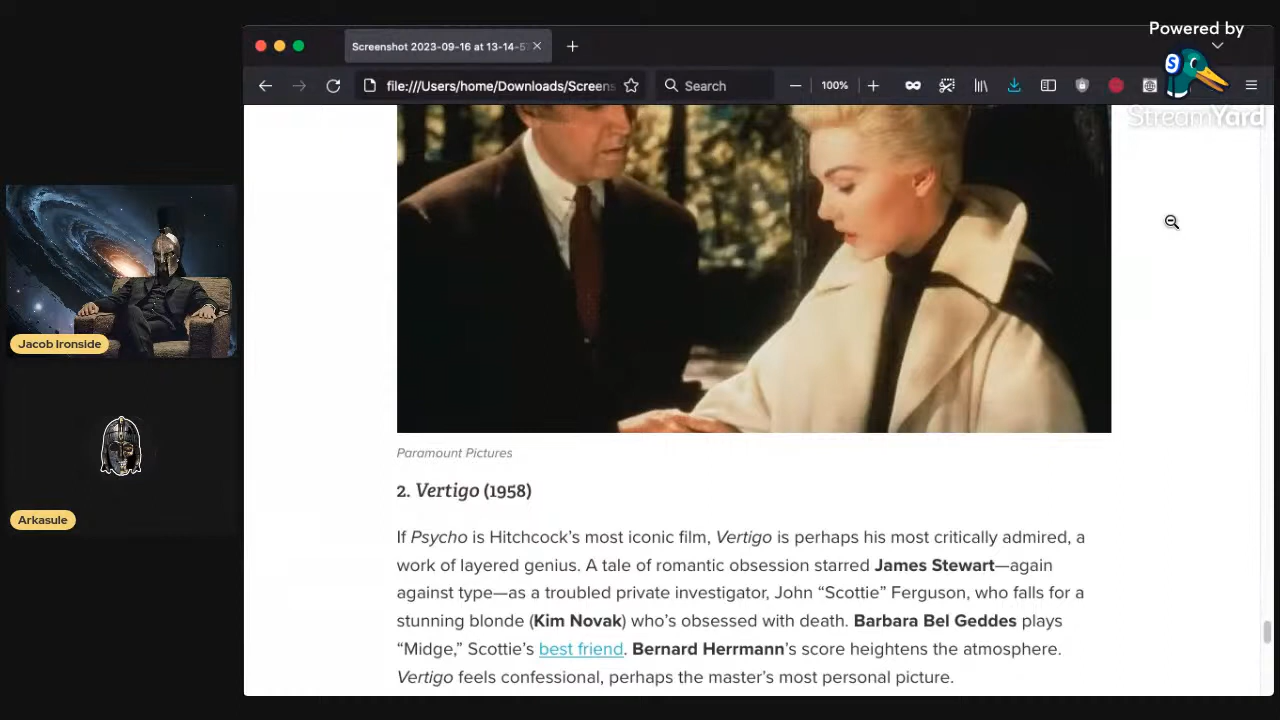 Powered by
StreamYard
Screenshot 2023-09-16 at 13-14-5
file:///Users/home/Downloads/Screens
Search
100%
Jacob Ironside
Arkasule
Paramount Pictures
2. Vertigo (1958)
If Psycho is Hitchcock’s most iconic film, Vertigo is perhaps his most critically admired, a
work of layered genius. A tale of romantic obsession starred James Stewart—again
against type—as a troubled private investigator, John “Scottie” Ferguson, who falls for a
stunning blonde (Kim Novak) who’s obsessed with death. Barbara Bel Geddes plays
“Midge,” Scottie’s best friend. Bernard Herrmann’s score heightens the atmosphere.
Vertigo feels confessional, perhaps the master’s most personal picture.